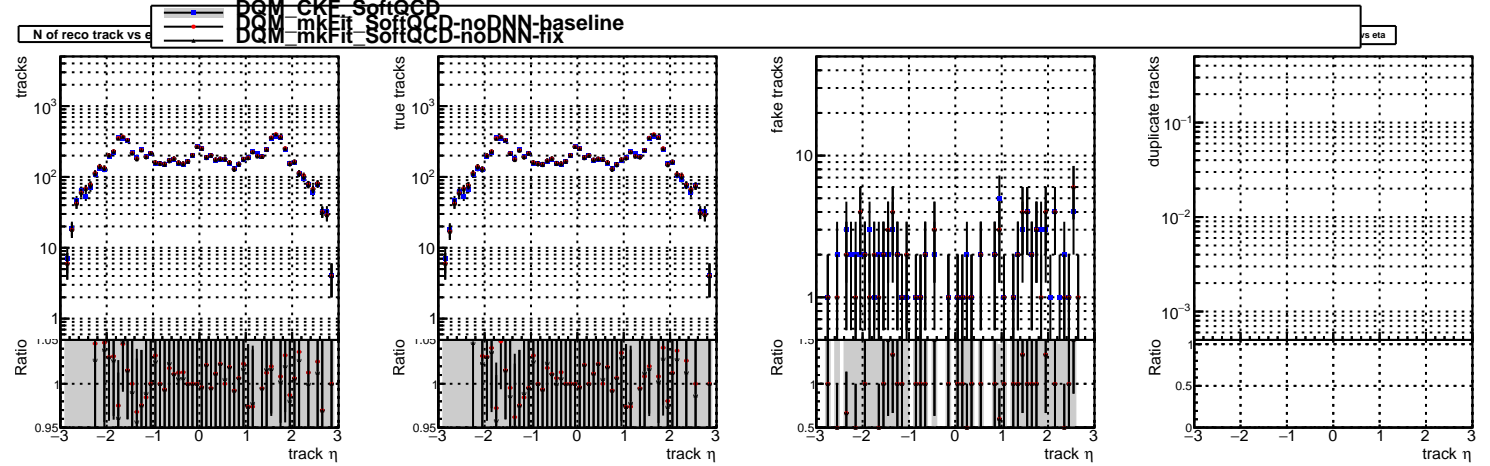 DQM_CKF_SoftQCD
DQM_mkFit_SoftQCD-noDNN-baseline
DQM_mkFit_SoftQCD-noDNN-fix
N of reco track vs e
vs eta
tracks
10³
10²
10
1
Ratio
1.05
1
0.95
−3 −2 −1 0 1 2 3
track η
true tracks
10³
10²
10
1
Ratio
1.05
1
0.95
−3 −2 −1 0 1 2 3
track η
fake tracks
10
1
Ratio
1.5
1
0.5
−3 −2 −1 0 1 2 3
track η
duplicate tracks
10⁻¹
10⁻²
10⁻³
Ratio
1
0.5
0
−3 −2 −1 0 1 2 3
track η